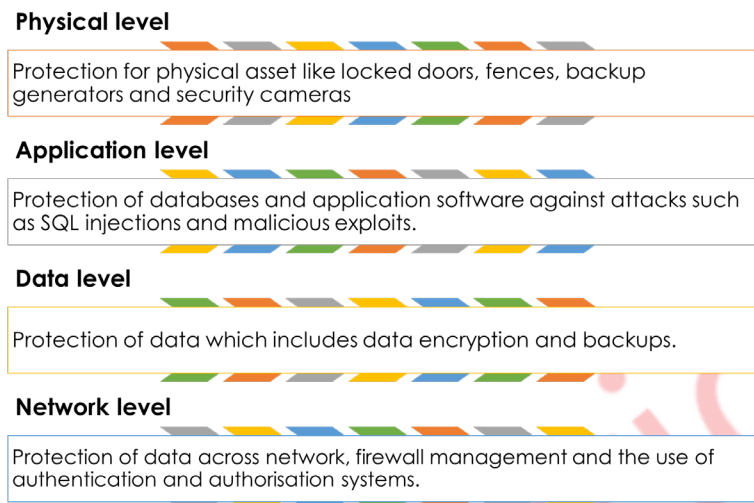 Physical level
Protection for physical asset like locked doors, fences, backup
generators and security cameras
Application level
Protection of databases and application software against attacks such
as SQL injections and malicious exploits.
Data level
Protection of data which includes data encryption and backups.
Network level
Protection of data across network, firewall management and the use of
authentication and authorisation systems.